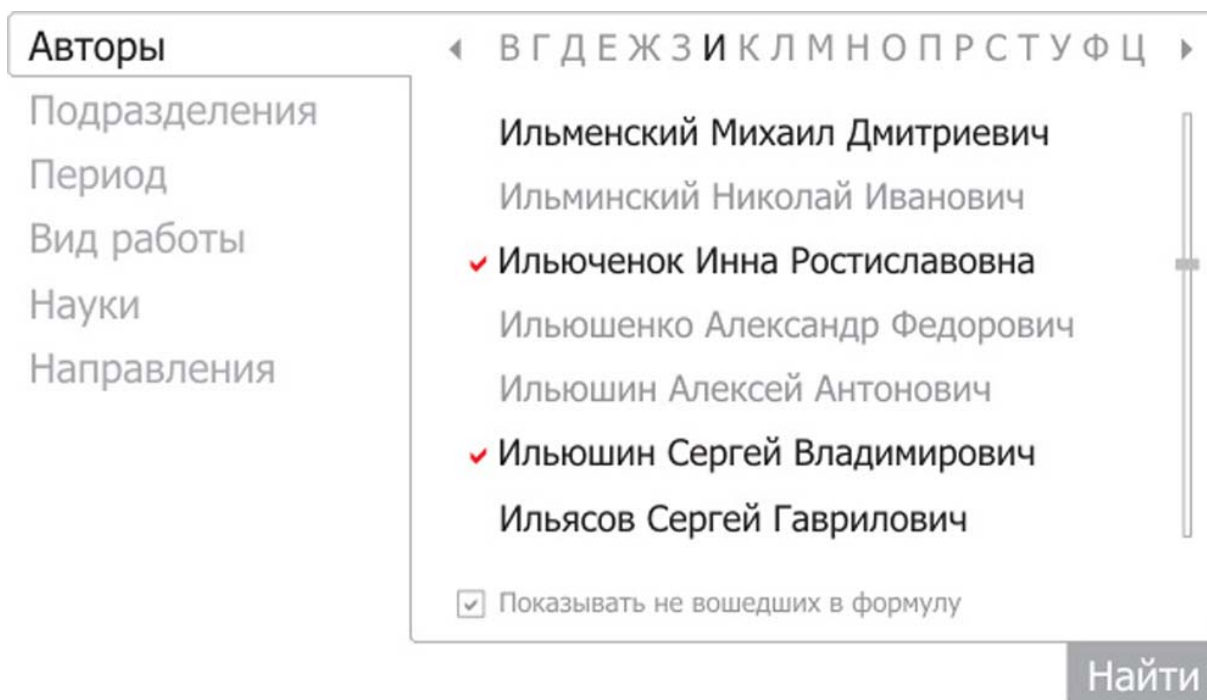 Авторы
В Г Д Е Ж З И К Л М Н О П Р С Т У Ф Ц
Подразделения
Период
Вид работы
Науки
Направления
Ильменский Михаил Дмитриевич
Ильминский Николай Иванович
Ильюченок Инна Ростиславовна
Ильюшенко Александр Федорович
Ильюшин Алексей Антонович
Ильюшин Сергей Владимирович
Ильясов Сергей Гаврилович
Показывать не вошедших в формулу
Найти